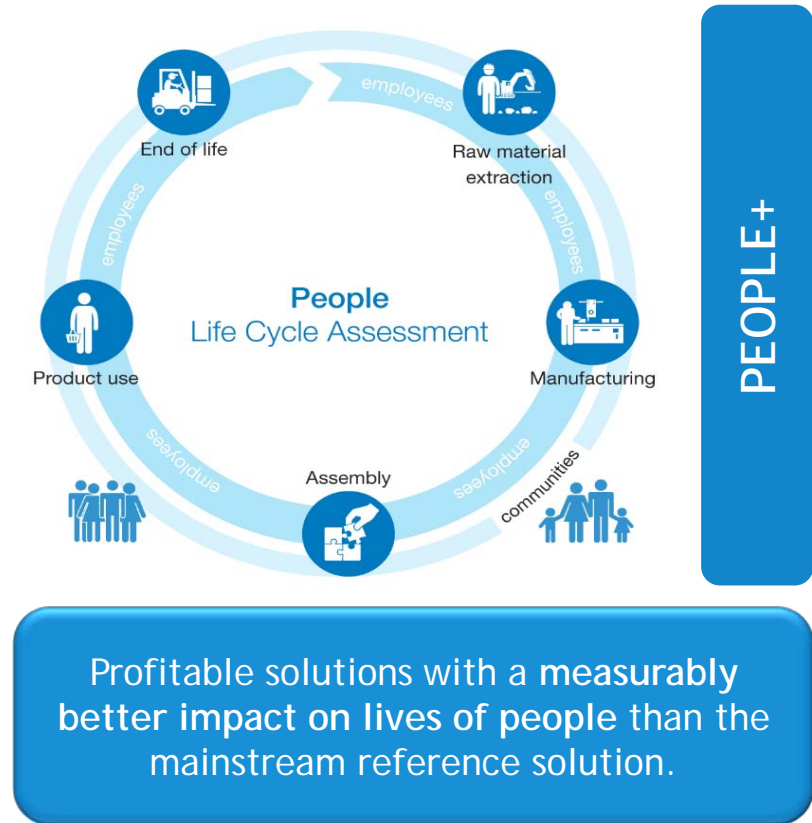 employees
End of life
Raw material
extraction
employees
employees
People
Life Cycle Assessment
Product use
Manufacturing
employees
employees
communities
Assembly
PEOPLE+
Profitable solutions with a measurably
better impact on lives of people than the
mainstream reference solution.